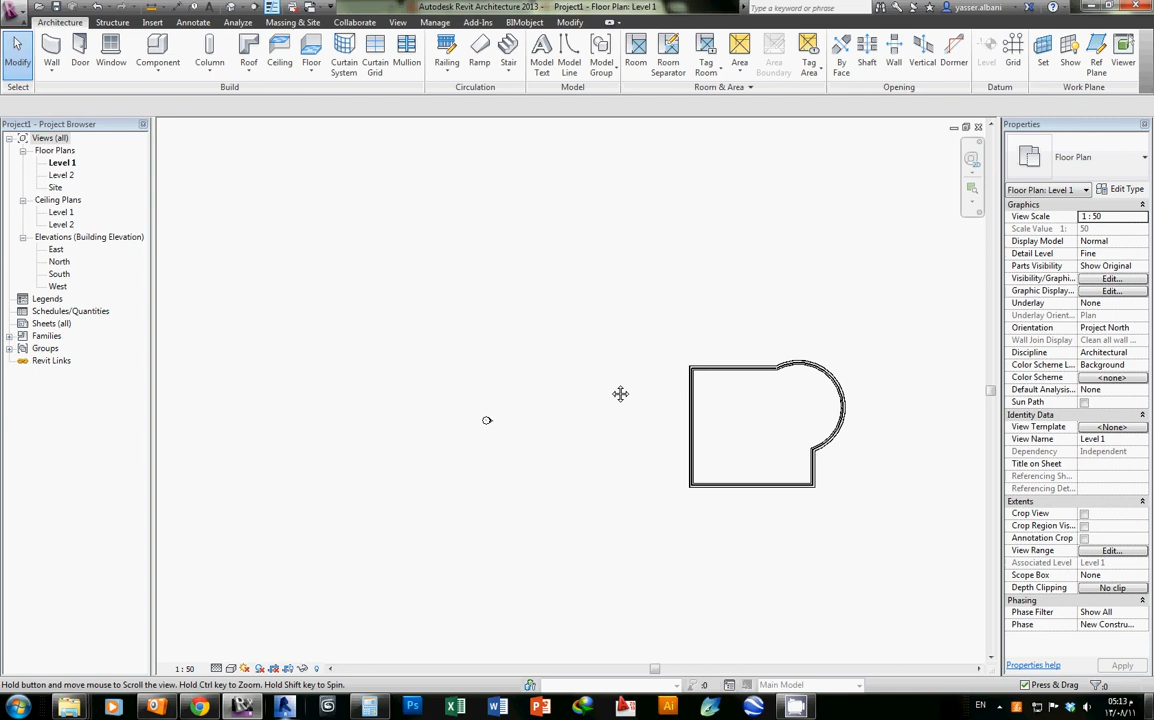 Autodesk Revit Architecture 2013 - Project1 - Floor Plan: Level 1
Type a keyword or phrase
yasser.albani
Architecture Structure Insert Annotate Analyze Massing & Site Collaborate View Manage Add-Ins BIMobject Modify
Modify Wall Door Window Component Column Roof Ceiling Floor Curtain System Curtain Grid Mullion Railing Ramp Stair Model Text Model Line Model Group Room Room Separator Tag Room Area Area Boundary Tag Area By Face Shaft Wall Vertical Dormer Level Grid Set Show Ref Plane Viewer
Select Build Circulation Model Room & Area Opening Datum Work Plane
Project1 - Project Browser
Views (all)
Floor Plans
Level 1
Level 2
Site
Ceiling Plans
Level 1
Level 2
Elevations (Building Elevation)
East
North
South
West
Legends
Schedules/Quantities
Sheets (all)
Families
Groups
Revit Links
Properties
Floor Plan
Floor Plan: Level 1 Edit Type
Graphics
View Scale 1 : 50
Scale Value 1: 50
Display Model Normal
Detail Level Fine
Parts Visibility Show Original
Visibility/Graphi... Edit...
Graphic Display... Edit...
Underlay None
Underlay Orient... Plan
Orientation Project North
Wall Join Display Clean all wall ...
Discipline Architectural
Color Scheme L... Background
Color Scheme <none>
Default Analysis... None
Sun Path
Identity Data
View Template <None>
View Name Level 1
Dependency Independent
Title on Sheet
Referencing Sh...
Referencing Det...
Extents
Crop View
Crop Region Vis...
Annotation Crop
View Range Edit...
Associated Level Level 1
Scope Box None
Depth Clipping No clip
Phasing
Phase Filter Show All
Phase New Constru...
Properties help Apply
1 : 50
Hold button and move mouse to Scroll the view. Hold Ctrl key to Zoom. Hold Shift key to Spin.
:0 Main Model Press & Drag :0
EN 05:13 م
١٣/٠٨/١١